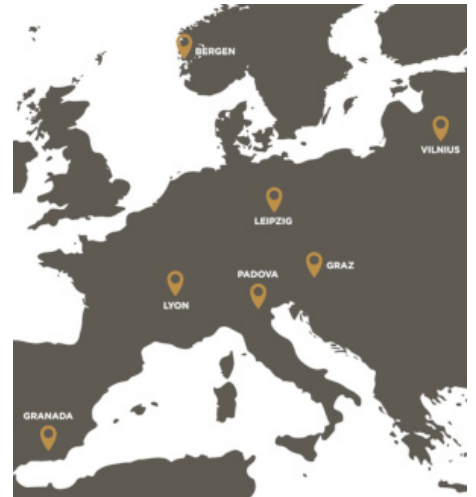 BERGEN
VILNIUS
LEIPZIG
GRAZ
PADOVA
LYON
GRANADA